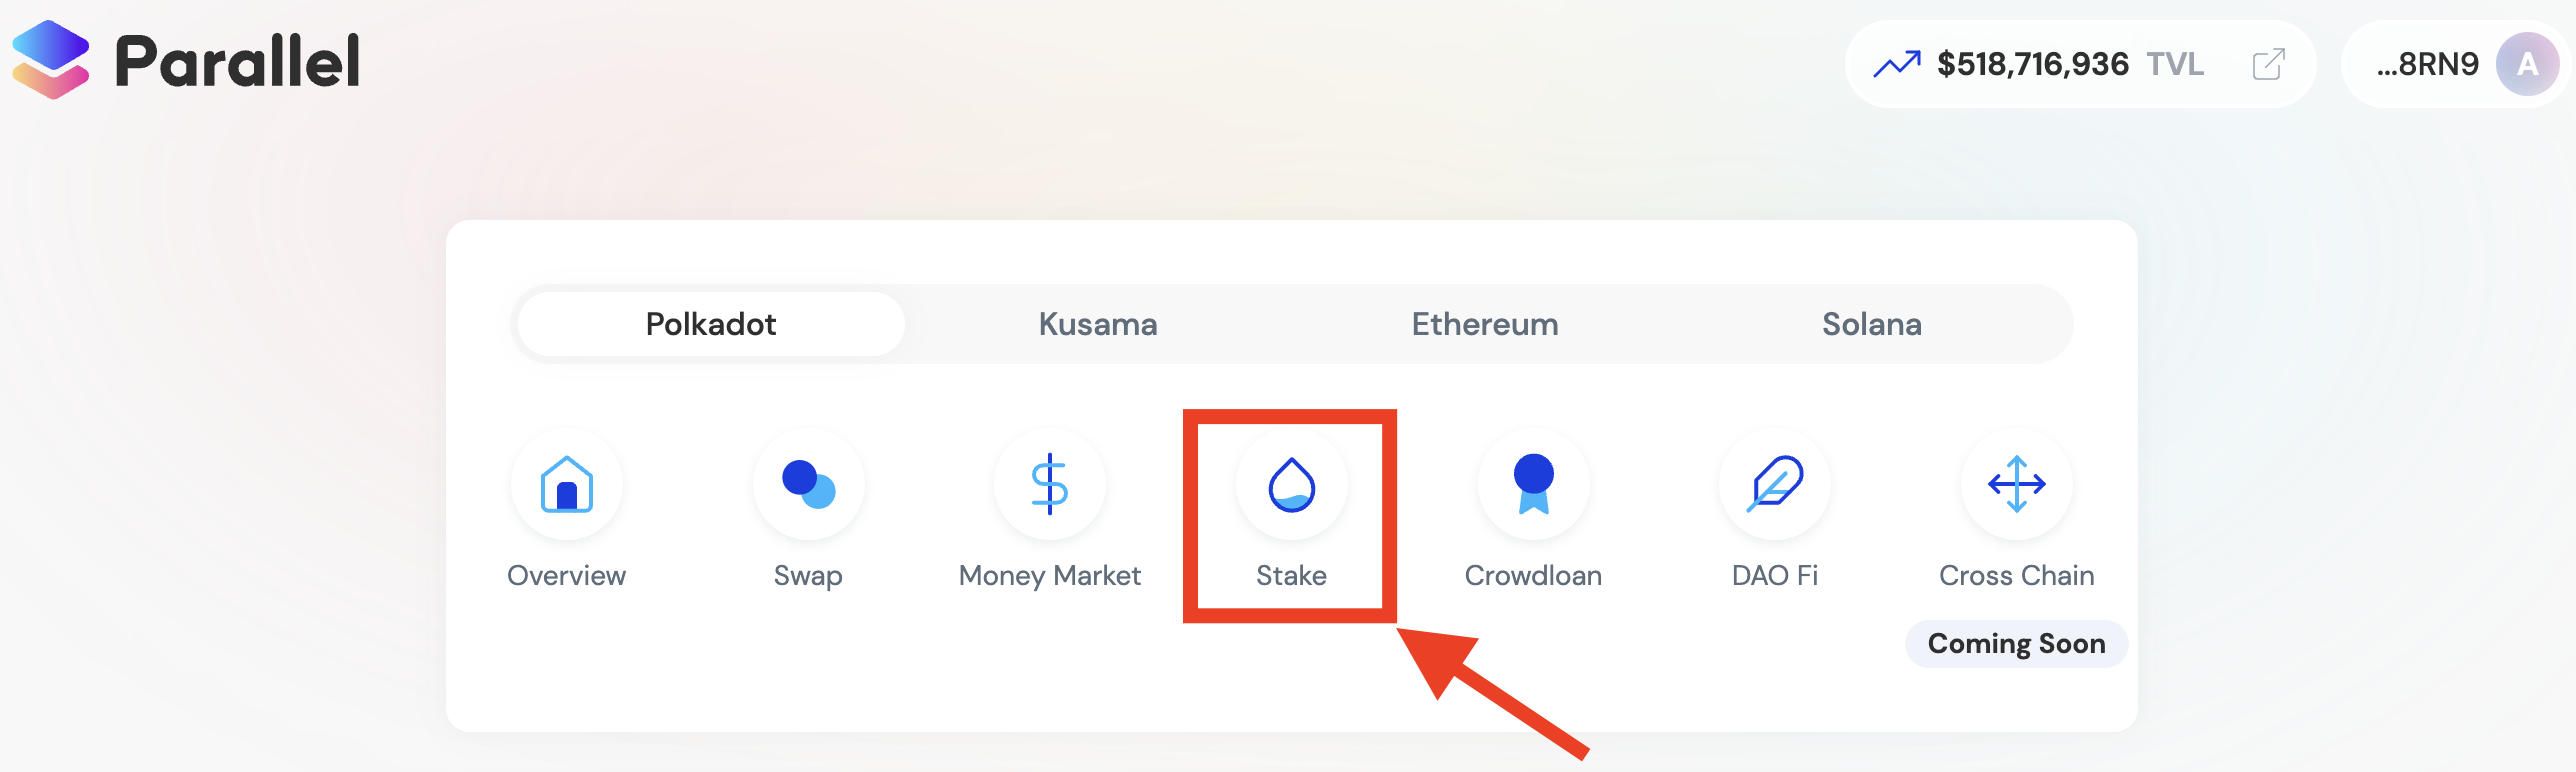 Parallel
$518,716,936 TVL
...8RN9 A
Polkadot Kusama Ethereum Solana
Overview Swap Money Market Stake Crowdloan DAO Fi Cross Chain
Coming Soon